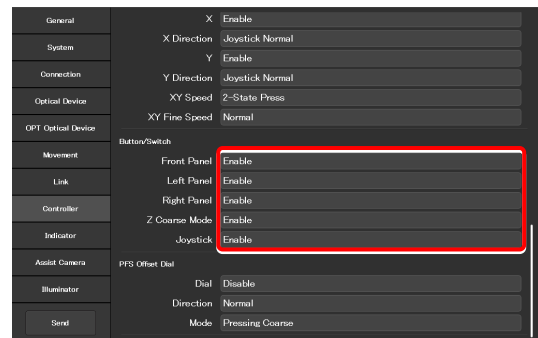 General
System
Connection
Optical Device
OPT Optical Device
Movement
Link
Controller
Indicator
Assist Camera
Illuminator
Send
X Enable
X Direction Joystick Normal
Y Enable
Y Direction Joystick Normal
XY Speed 2-State Press
XY Fine Speed Normal
Button/Switch
Front Panel Enable
Left Panel Enable
Right Panel Enable
Z Coarse Mode Enable
Joystick Enable
PFS Offset Dial
Dial Disable
Direction Normal
Mode Pressing Coarse